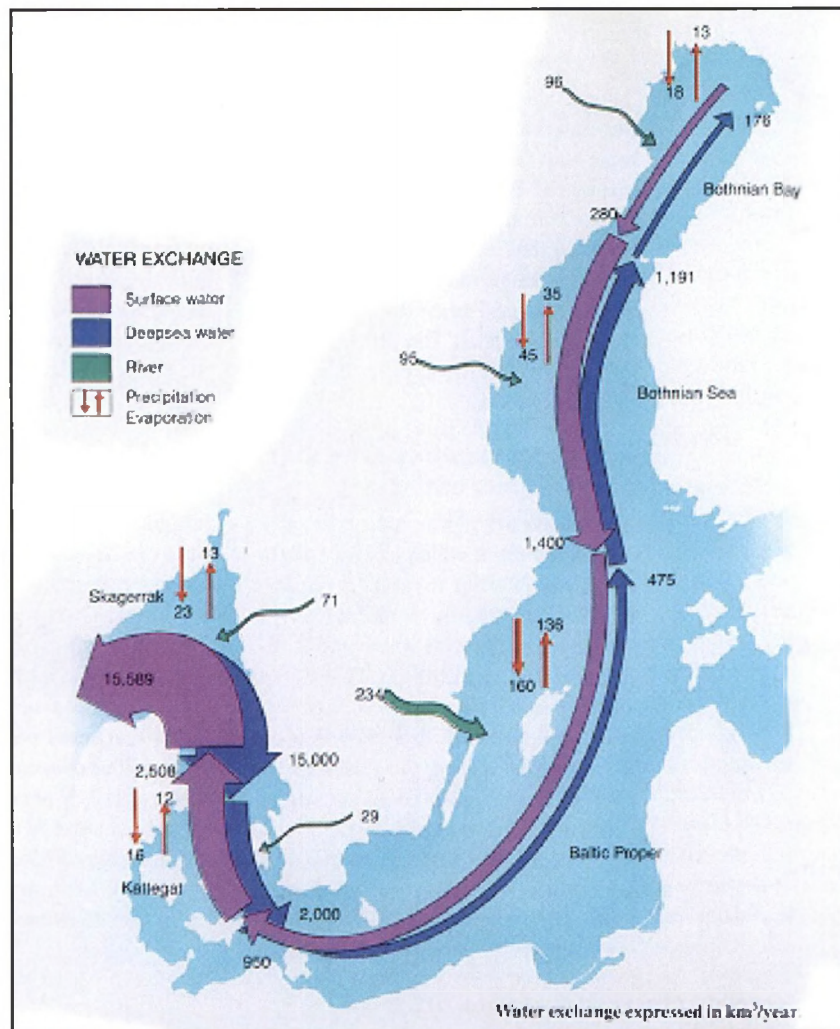 13
18
96
176
Bothnian Bay
280
WATER EXCHANGE
Surface water
Deepsea water
River
Precipitation
Evaporation
1,191
35
45
95
Bothnian Sea
1,400
475
13
Skagerrak
23
71
136
160
15,589
234
2,508
15,000
12
29
16
Kattegat
Baltic Proper
2,000
950
Water exchange expressed in km³/year.